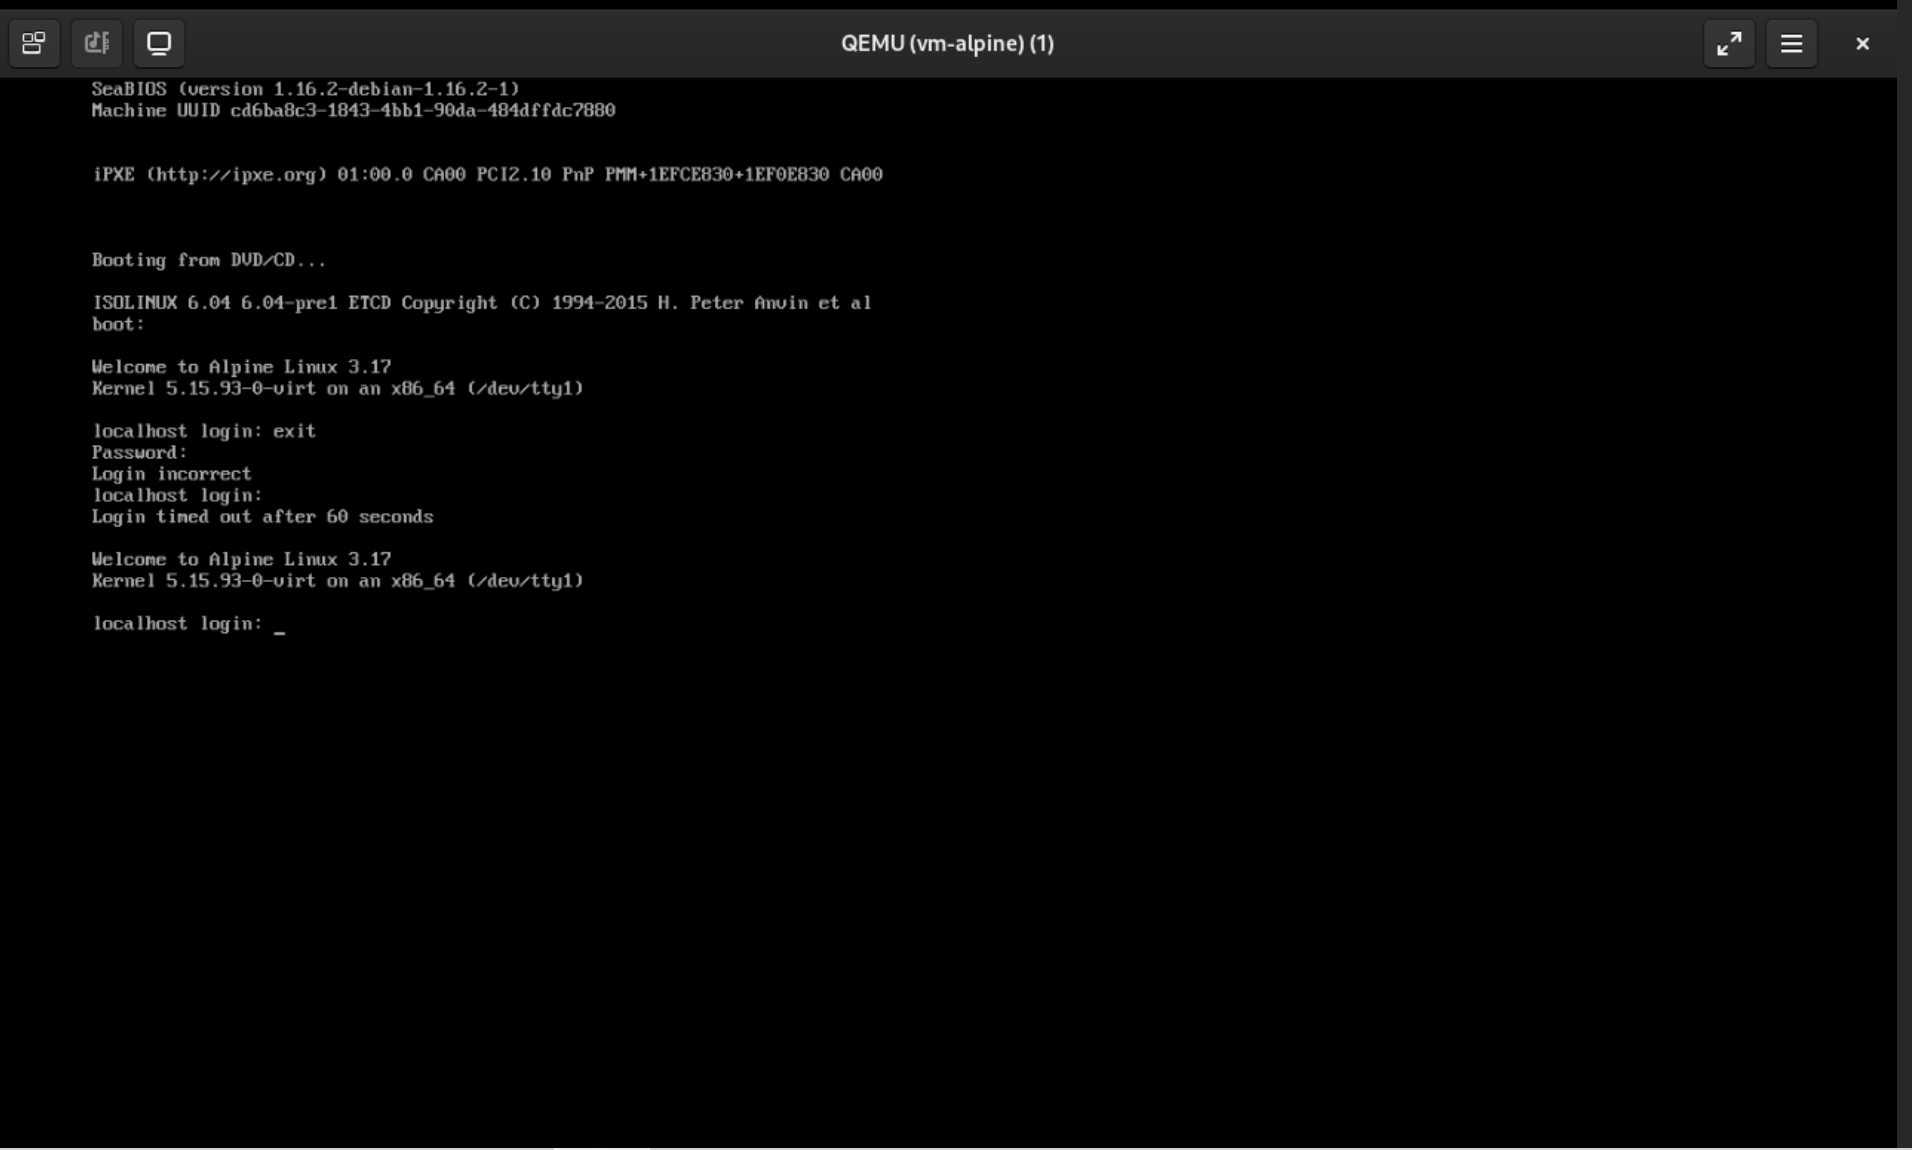 QEMU (vm-alpine) (1)
SeaBIOS (version 1.16.2-debian-1.16.2-1)
Machine UUID cd6ba8c3-1843-4bb1-90da-484dffdc7880
iPXE (http://ipxe.org) 01:00.0 CA00 PCI2.10 PnP PMM+1EFCE830+1EF0E830 CA00
Booting from DVD/CD...
ISOLINUX 6.04 6.04-pre1 ETCD Copyright (C) 1994-2015 H. Peter Anvin et al
boot:
Welcome to Alpine Linux 3.17
Kernel 5.15.93-0-virt on an x86_64 (/dev/tty1)
localhost login: exit
Password:
Login incorrect
localhost login:
Login timed out after 60 seconds
Welcome to Alpine Linux 3.17
Kernel 5.15.93-0-virt on an x86_64 (/dev/tty1)
localhost login: _